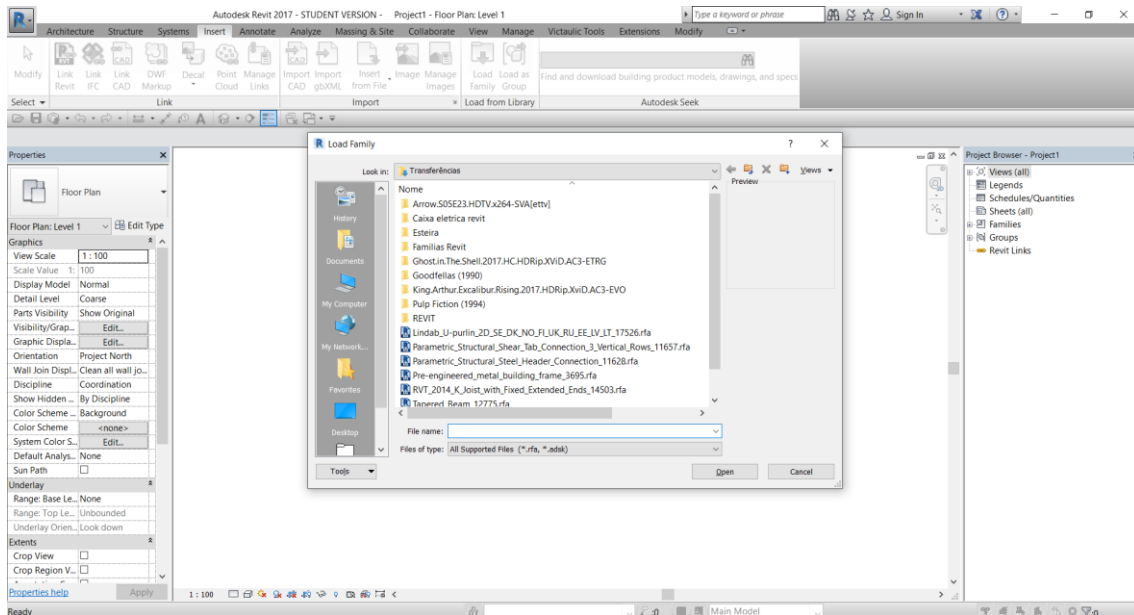 Autodesk Revit 2017 - STUDENT VERSION - Project1 - Floor Plan: Level 1
Type a keyword or phrase
Sign In
Architecture Structure Systems Insert Annotate Analyze Massing & Site Collaborate View Manage Victaulic Tools Extensions Modify
Modify
Link Revit
Link IFC
Link CAD
DWF Markup
Decal
Point Cloud
Manage Links
Import CAD
Import gbXML
Insert from File
Image
Manage Images
Load Family
Load as Group
Find and download building product models, drawings, and specs
Select
Link
Import
Load from Library
Autodesk Seek
Properties
Floor Plan
Floor Plan: Level 1
Edit Type
Graphics
View Scale 1 : 100
Scale Value 1: 100
Display Model Normal
Detail Level Coarse
Parts Visibility Show Original
Visibility/Grap... Edit...
Graphic Displa... Edit...
Orientation Project North
Wall Join Displ... Clean all wall jo...
Discipline Coordination
Show Hidden ... By Discipline
Color Scheme ... Background
Color Scheme <none>
System Color S... Edit...
Default Analys... None
Sun Path
Underlay
Range: Base Le... None
Range: Top Le... Unbounded
Underlay Orien... Look down
Extents
Crop View
Crop Region V...
Properties help
Apply
Load Family
Look in: Transferências
Views
Nome
Preview
History
Documents
My Computer
My Network...
Favorites
Desktop
Arrow.S05E23.HDTV.x264-SVA[ettv]
Caixa eletrica revit
Esteira
Familias Revit
Ghost.in.The.Shell.2017.HC.HDRip.XViD.AC3-ETRG
Goodfellas (1990)
King.Arthur.Excalibur.Rising.2017.HDRip.XviD.AC3-EVO
Pulp Fiction (1994)
REVIT
Lindab_U-purlin_2D_SE_DK_NO_FI_UK_RU_EE_LV_LT_17526.rfa
Parametric_Structural_Shear_Tab_Connection_3_Vertical_Rows_11657.rfa
Parametric_Structural_Steel_Header_Connection_11628.rfa
Pre-engineered_metal_building_frame_3695.rfa
RVT_2014_K_Joist_with_Fixed_Extended_Ends_14503.rfa
Tapered_Beam_12775.rfa
File name:
Files of type: All Supported Files (*.rfa, *.adsk)
Tools
Open
Cancel
Project Browser - Project1
Views (all)
Legends
Schedules/Quantities
Sheets (all)
Families
Groups
Revit Links
1 : 100
Ready
:0
Main Model